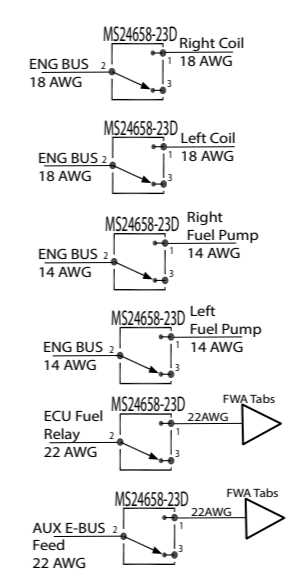 MS24658-23D
Right Coil
1 18 AWG
ENG BUS 2
18 AWG
3
MS24658-23D
Left Coil
1 18 AWG
ENG BUS 2
18 AWG
3
MS24658-23D
Right
Fuel Pump
1 14 AWG
ENG BUS 2
14 AWG
3
MS24658-23D
Left
Fuel Pump
1 14 AWG
ENG BUS 2
14 AWG
3
FWA Tabs
MS24658-23D
22AWG
1
ECU Fuel
Relay 2
22 AWG
3
FWA Tabs
MS24658-23D
22AWG
1
AUX E-BUS 2
Feed
22 AWG
3